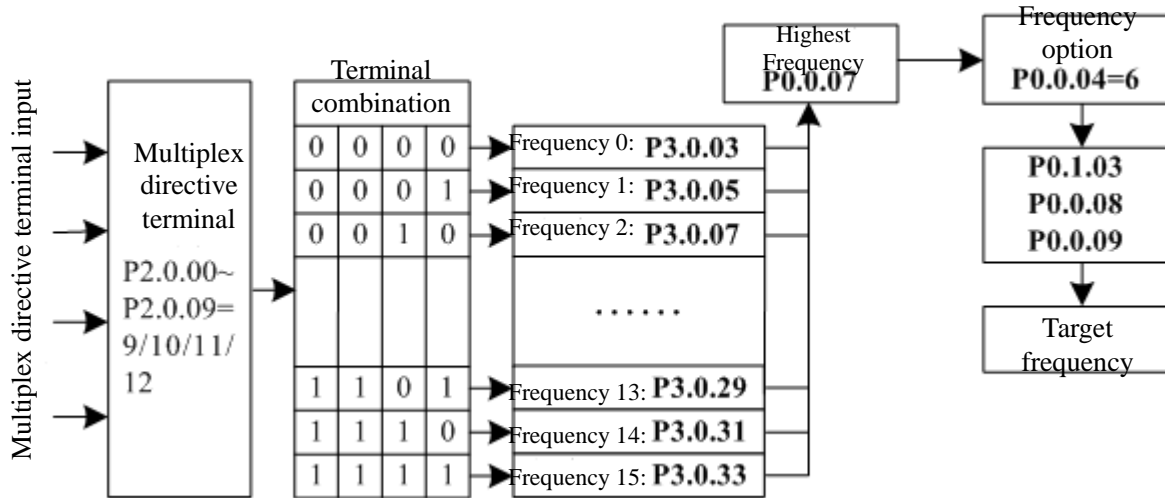 Multiplex directive terminal input
Multiplex
directive
terminal
P2.0.00~
P2.0.09=
9/10/11/
12
Terminal
combination
0 0 0 0
0 0 0 1
0 0 1 0
1 1 0 1
1 1 1 0
1 1 1 1
Frequency 0: P3.0.03
Frequency 1: P3.0.05
Frequency 2: P3.0.07
......
Frequency 13: P3.0.29
Frequency 14: P3.0.31
Frequency 15: P3.0.33
Highest
Frequency
P0.0.07
Frequency
option
P0.0.04=6
P0.1.03
P0.0.08
P0.0.09
Target
frequency